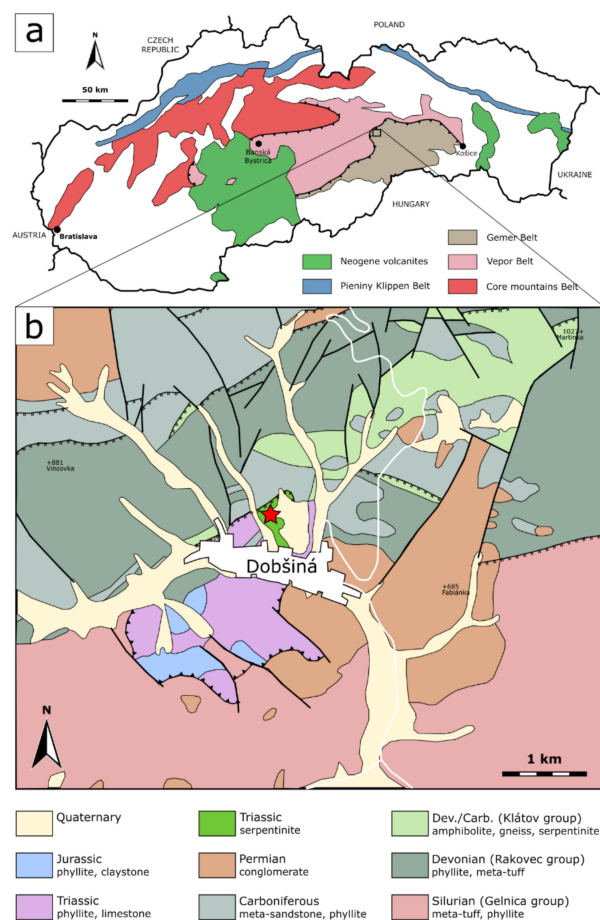 a
N
50 km
CZECH
REPUBLIC
POLAND
Banská
Bystrica
Košice
UKRAINE
HUNGARY
AUSTRIA
Bratislava
Gemer Belt
Neogene volcanites
Vepor Belt
Pieniny Klippen Belt
Core mountains Belt
b
1027+
Martinka
+881
Vincovka
Dobšiná
+685
Fabianka
N
1 km
Quaternary
Triassic
serpentinite
Dev./Carb. (Klátov group)
amphibolite, gneiss, serpentinite
Jurassic
phyllite, claystone
Permian
conglomerate
Devonian (Rakovec group)
phyllite, meta-tuff
Triassic
phyllite, limestone
Carboniferous
meta-sandstone, phyllite
Silurian (Gelnica group)
meta-tuff, phyllite